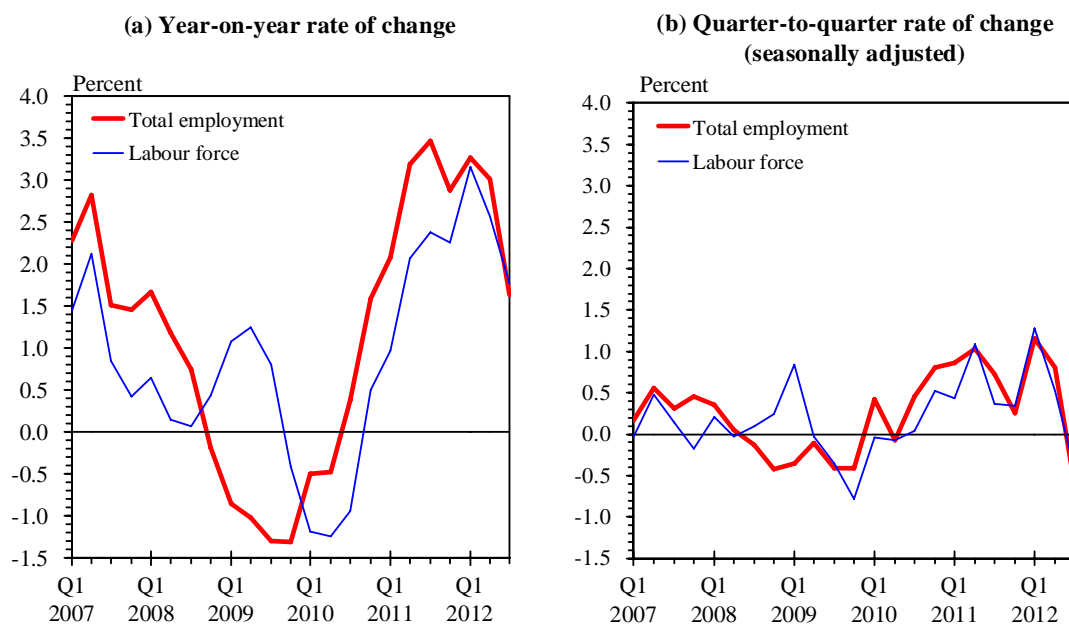 (a) Year-on-year rate of change
Percent
4.0
3.5
3.0
2.5
2.0
1.5
1.0
0.5
0.0
-0.5
-1.0
-1.5
Total employment
Labour force
Q1 Q1 Q1 Q1 Q1 Q1
2007 2008 2009 2010 2011 2012
(b) Quarter-to-quarter rate of change
(seasonally adjusted)
Percent
4.0
3.5
3.0
2.5
2.0
1.5
1.0
0.5
0.0
-0.5
-1.0
-1.5
Total employment
Labour force
Q1 Q1 Q1 Q1 Q1 Q1
2007 2008 2009 2010 2011 2012